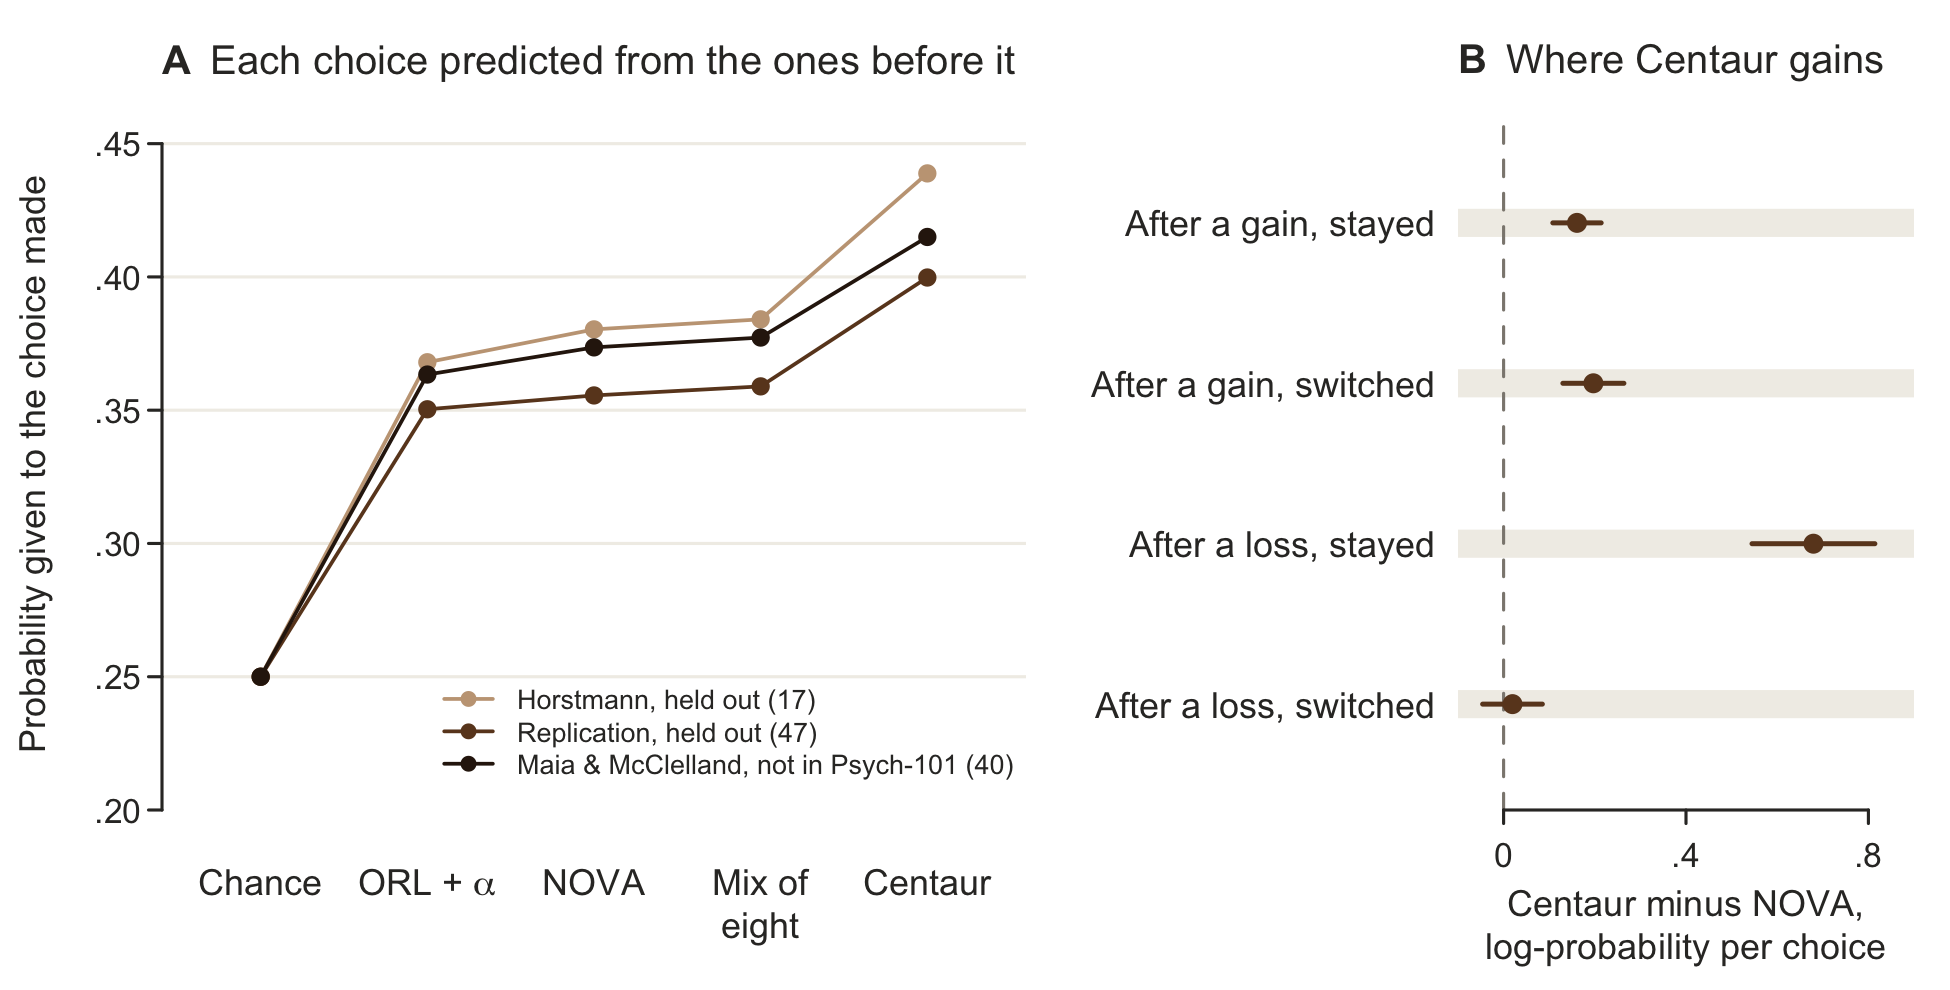 A Each choice predicted from the ones before it
Probability given to the choice made
.45
.40
.35
.30
.25
.20
Horstmann, held out (17)
Replication, held out (47)
Maia & McClelland, not in Psych-101 (40)
Chance
ORL + α
NOVA
Mix of
eight
Centaur
B Where Centaur gains
After a gain, stayed
After a gain, switched
After a loss, stayed
After a loss, switched
0
.4
.8
Centaur minus NOVA,
log-probability per choice